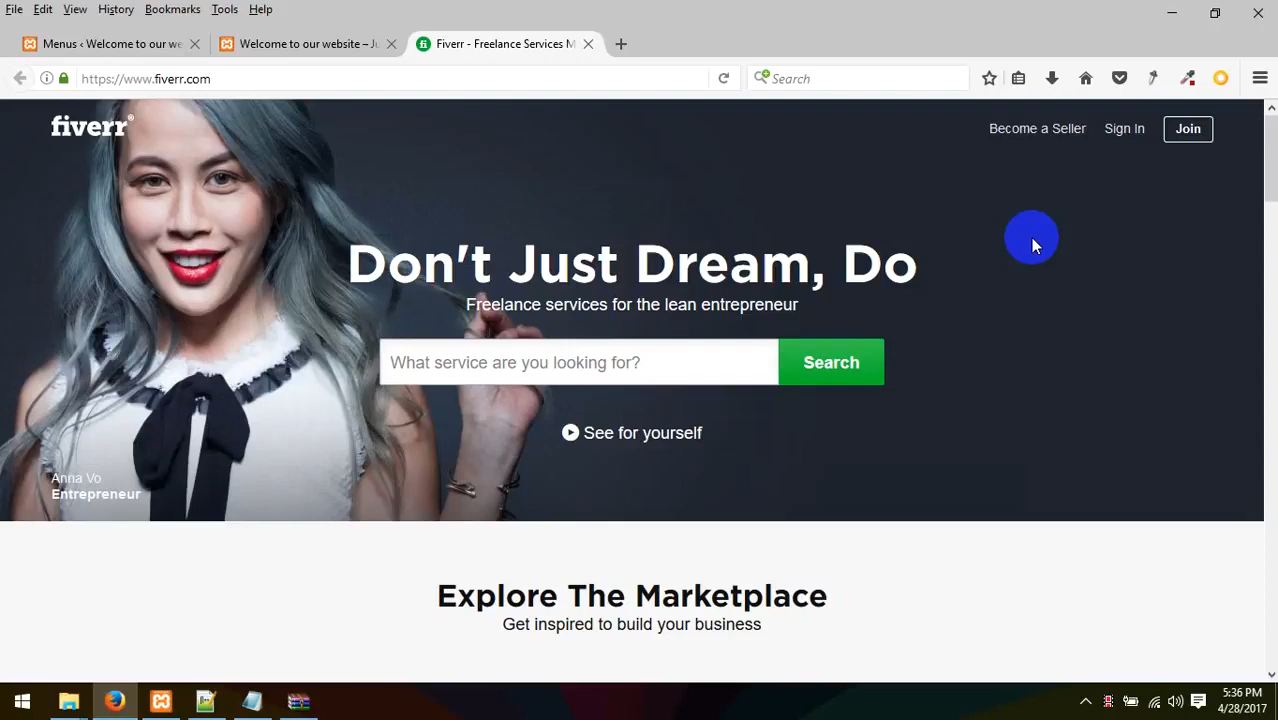 File Edit View History Bookmarks Tools Help
Menus ‹ Welcome to our we
Welcome to our website – Ju
Fiverr - Freelance Services M
https://www.fiverr.com
Search
fiverr®
Become a Seller
Sign In
Join
Don't Just Dream, Do
Freelance services for the lean entrepreneur
What service are you looking for?
Search
See for yourself
Anna Vo
Entrepreneur
Explore The Marketplace
Get inspired to build your business
5:36 PM
4/28/2017